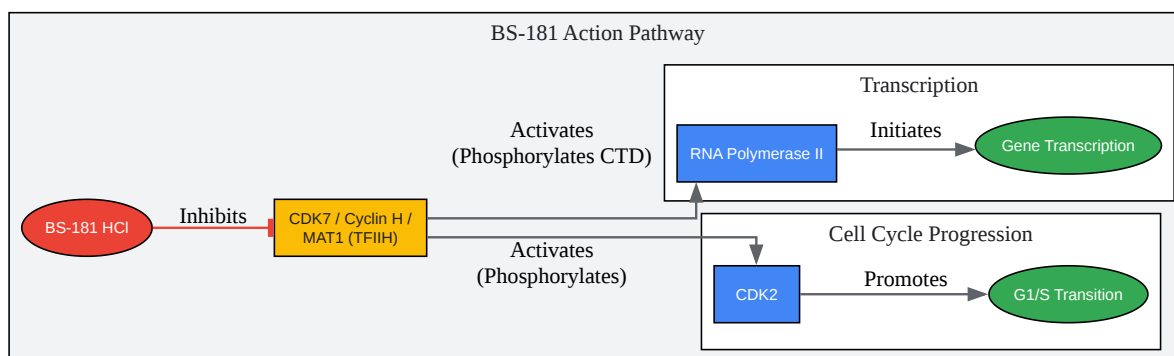 BS-181 Action Pathway
Transcription
Activates
(Phosphorylates CTD)
RNA Polymerase II
Initiates
Gene Transcription
BS-181 HCl
Inhibits
CDK7 / Cyclin H /
MAT1 (TFIIH)
Cell Cycle Progression
Activates
(Phosphorylates)
CDK2
Promotes
G1/S Transition